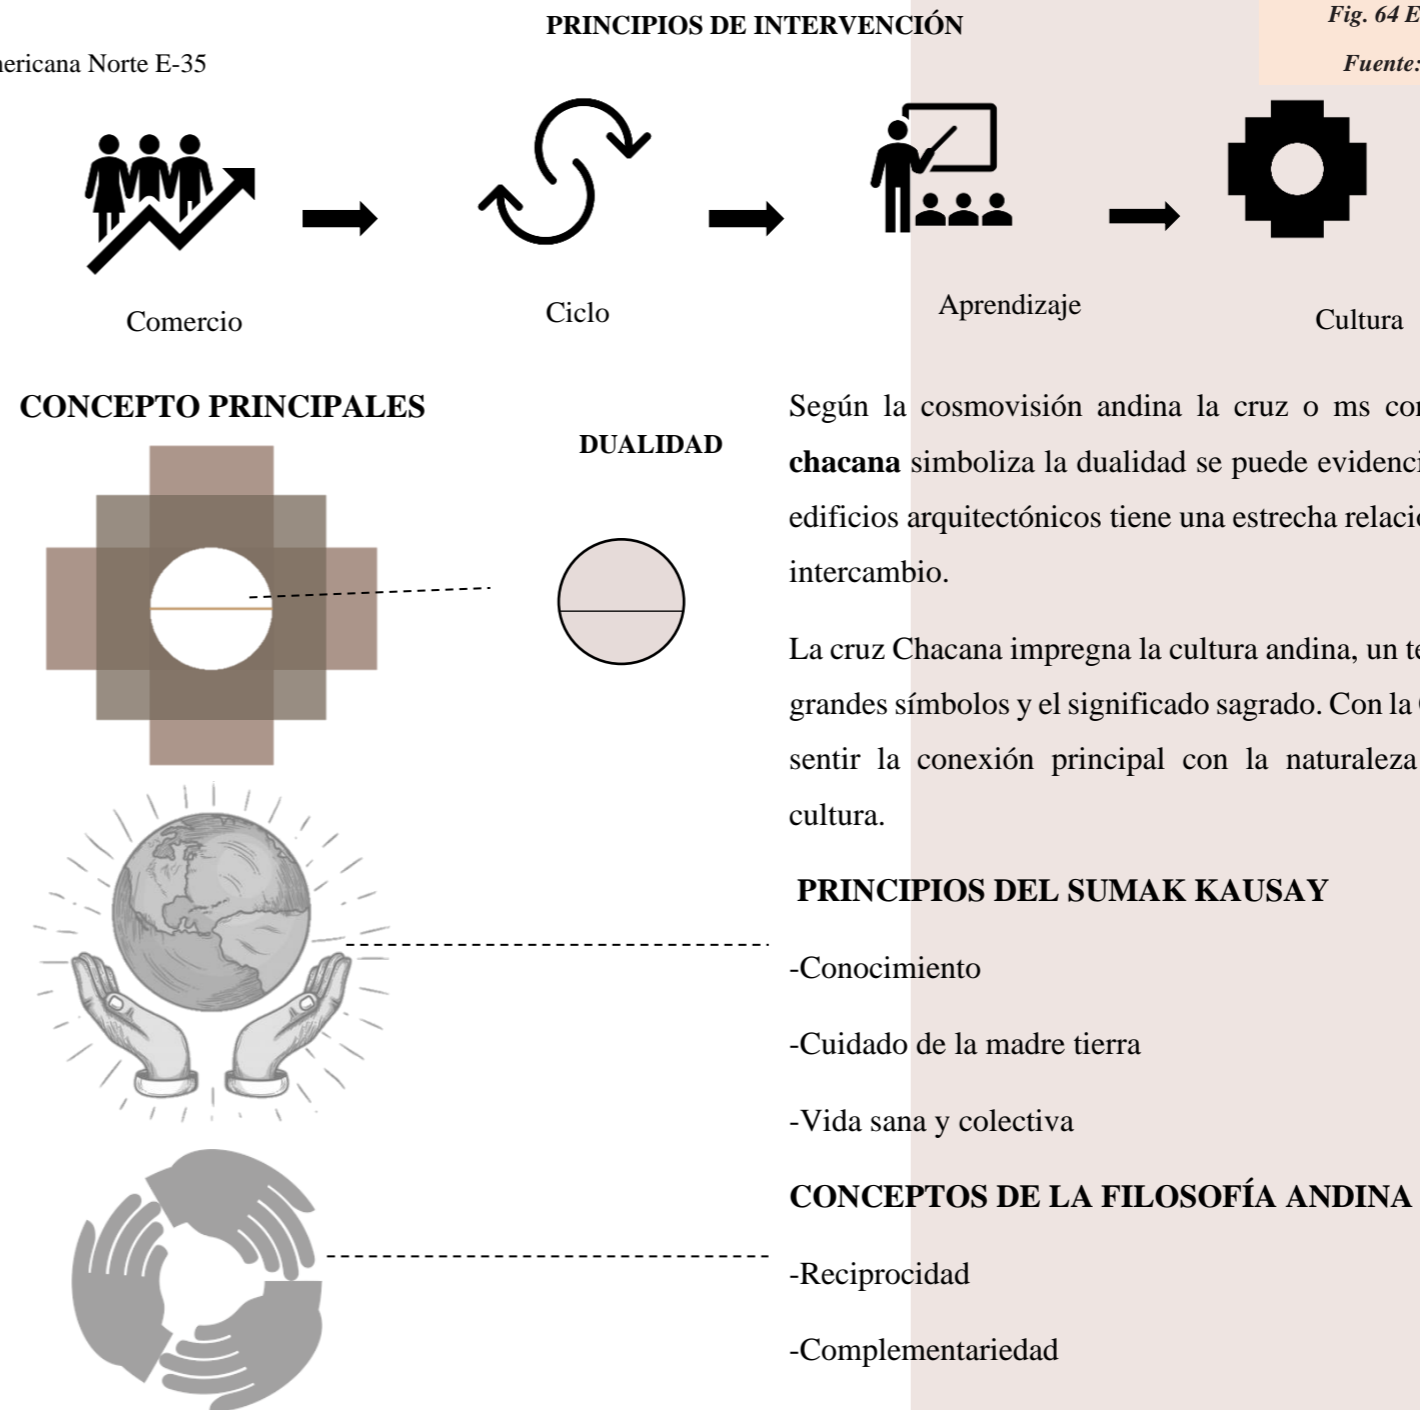 PRINCIPIOS DE INTERVENCIÓN
Fig. 64 E
Fuente:
Norte E-35
Comercio
Ciclo
Aprendizaje
Cultura
CONCEPTO PRINCIPALES
DUALIDAD
Según la cosmovisión andina la cruz o ms
chacana simboliza la dualidad se puede
edificios arquitectónicos tiene una estrecha
intercambio.
La cruz Chacana impregna la cultura andina, un
grandes símbolos y el significado sagrado. Con la
sentir la conexión principal con la naturaleza
cultura.
PRINCIPIOS DEL SUMAK KAUSAY
-Conocimiento
-Cuidado de la madre tierra
-Vida sana y colectiva
CONCEPTOS DE LA FILOSOFÍA ANDINA
-Reciprocidad
-Complementariedad